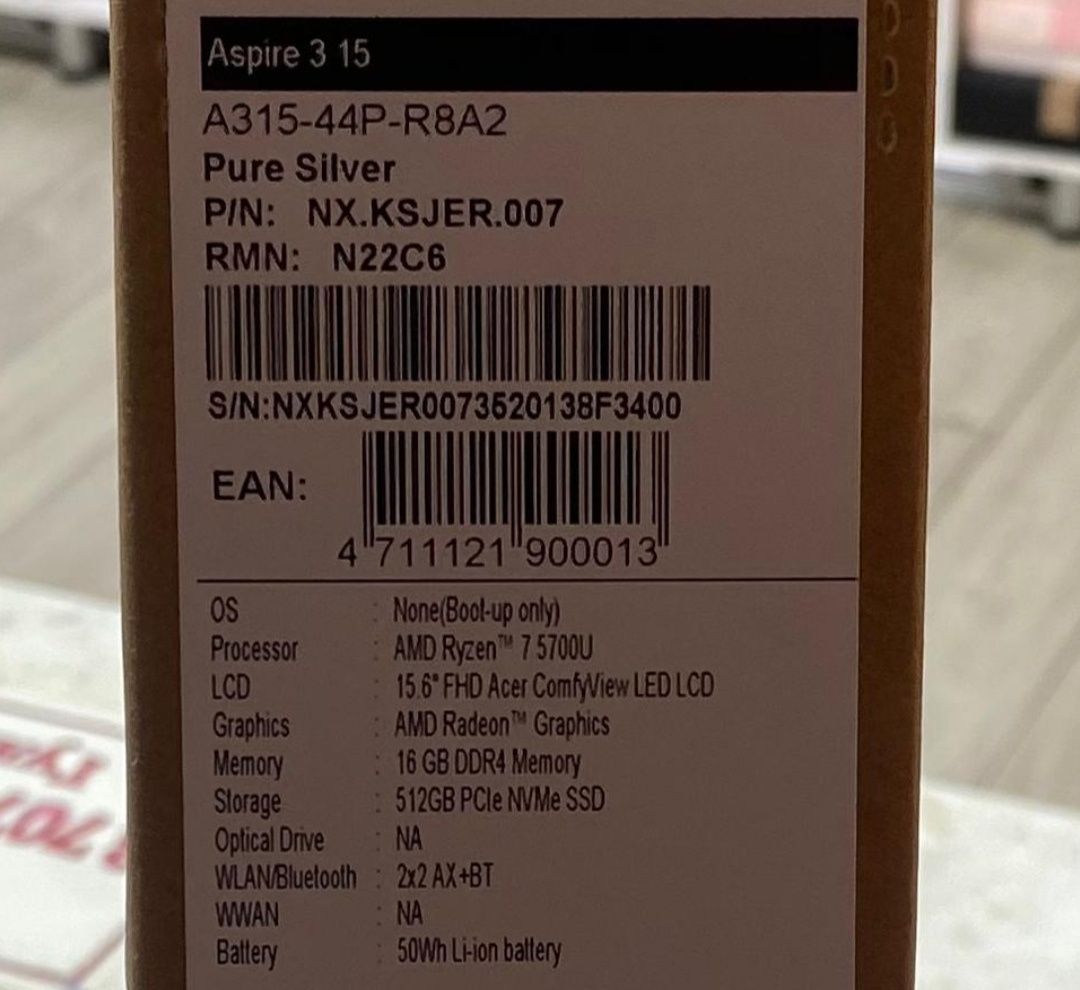 Aspire 3 15
A315-44P-R8A2
Pure Silver
P/N: NX.KSJER.007
RMN: N22C6
S/N:NXKSJER0073520138F3400
EAN:
4 711121 900013
OS : None(Boot-up only)
Processor : AMD Ryzen™ 7 5700U
LCD : 15.6" FHD Acer ComfyView LED LCD
Graphics : AMD Radeon™ Graphics
Memory : 16 GB DDR4 Memory
Storage : 512GB PCIe NVMe SSD
Optical Drive : NA
WLAN/Bluetooth : 2x2 AX+BT
WWAN : NA
Battery : 50Wh Li-ion battery